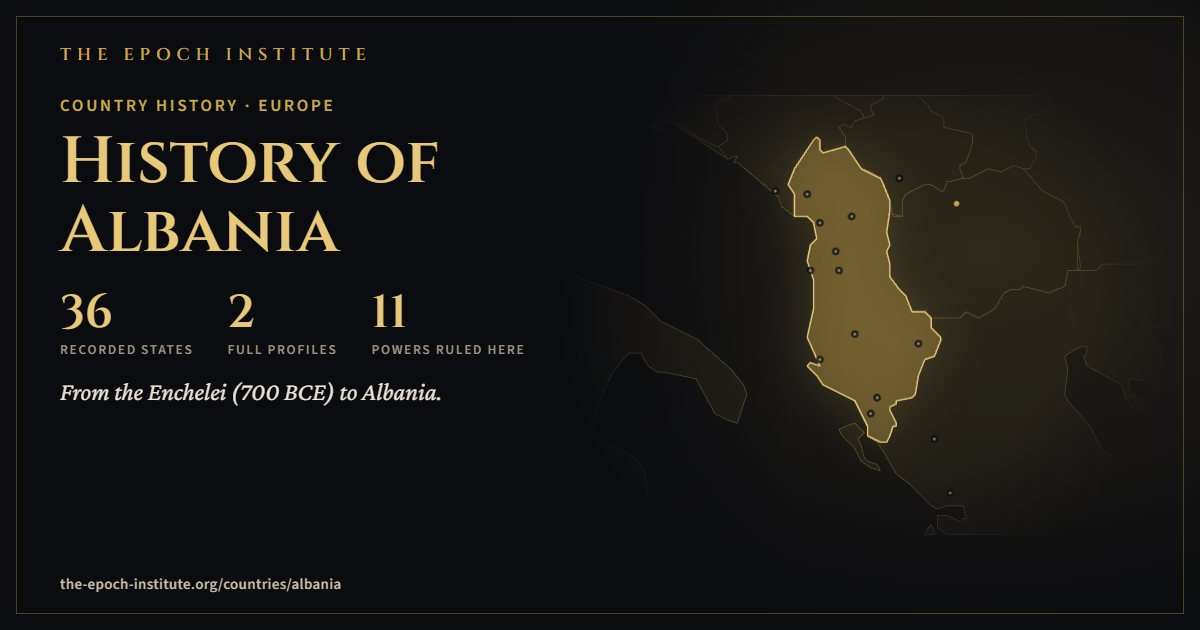 THE EPOCH INSTITUTE
COUNTRY HISTORY · EUROPE
History of
Albania
36
RECORDED STATES
2
FULL PROFILES
11
POWERS RULED HERE
From the Enchelei (700 BCE) to Albania.
the-epoch-institute.org/countries/albania